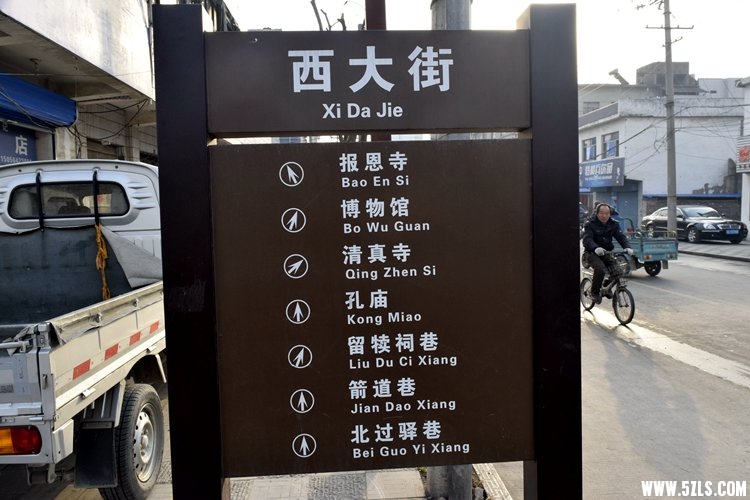 西大街
Xi Da Jie
报恩寺
Bao En Si
博物馆
Bo Wu Guan
清真寺
Qing Zhen Si
孔庙
Kong Miao
留犊祠巷
Liu Du Ci Xiang
箭道巷
Jian Dao Xiang
北过驿巷
Bei Guo Yi Xiang
店
WWW.5ZLS.COM